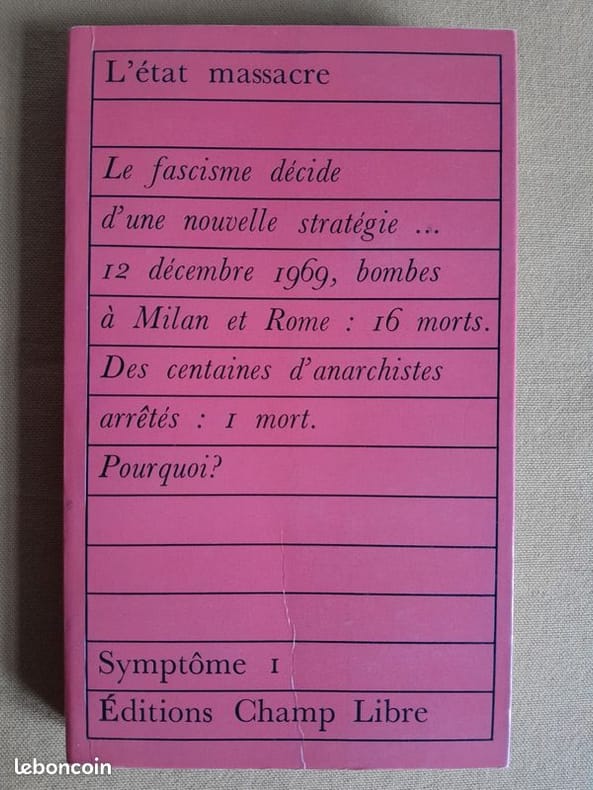 L'état massacre
Le fascisme décide
d'une nouvelle stratégie ...
12 décembre 1969, bombes
à Milan et Rome : 16 morts.
Des centaines d'anarchistes
arrêtés : 1 mort.
Pourquoi?
Symptôme 1
Éditions Champ Libre
leboncoin